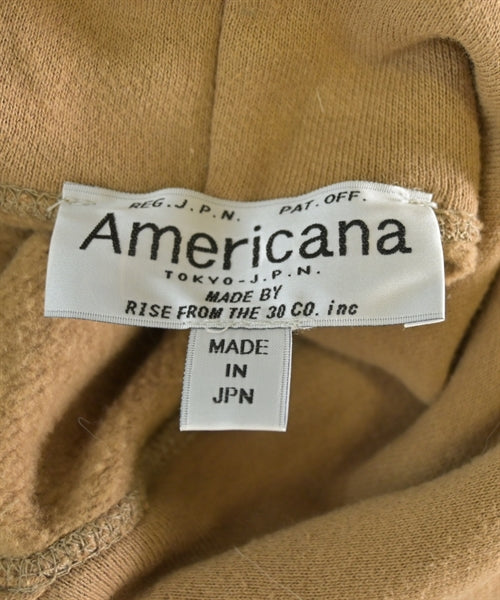 REG. J.P.N. PAT. OFF.
Americana
TOKYO-J.P.N.
MADE BY
RISE FROM THE 30 CO. inc
MADE
IN
JPN